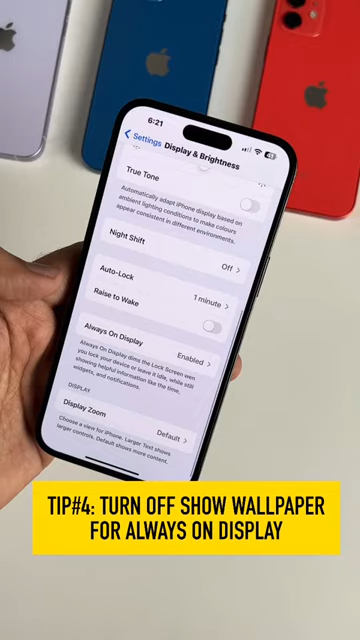 6:21
Settings
Display & Brightness
True Tone
Automatically adapt iPhone display based on
ambient lighting conditions to make colours
appear consistent in different environments.
Night Shift
Off
Auto-Lock
1 minute
Raise to Wake
Always On Display
Enabled
Always On Display dims the Lock Screen wen
you lock your device or leave it idle, while still
showing helpful information like the time,
widgets, and notifications.
DISPLAY
Display Zoom
Default
Choose a view for iPhone. Larger Text shows
larger controls. Default shows more content.
TIP#4: TURN OFF SHOW WALLPAPER
FOR ALWAYS ON DISPLAY